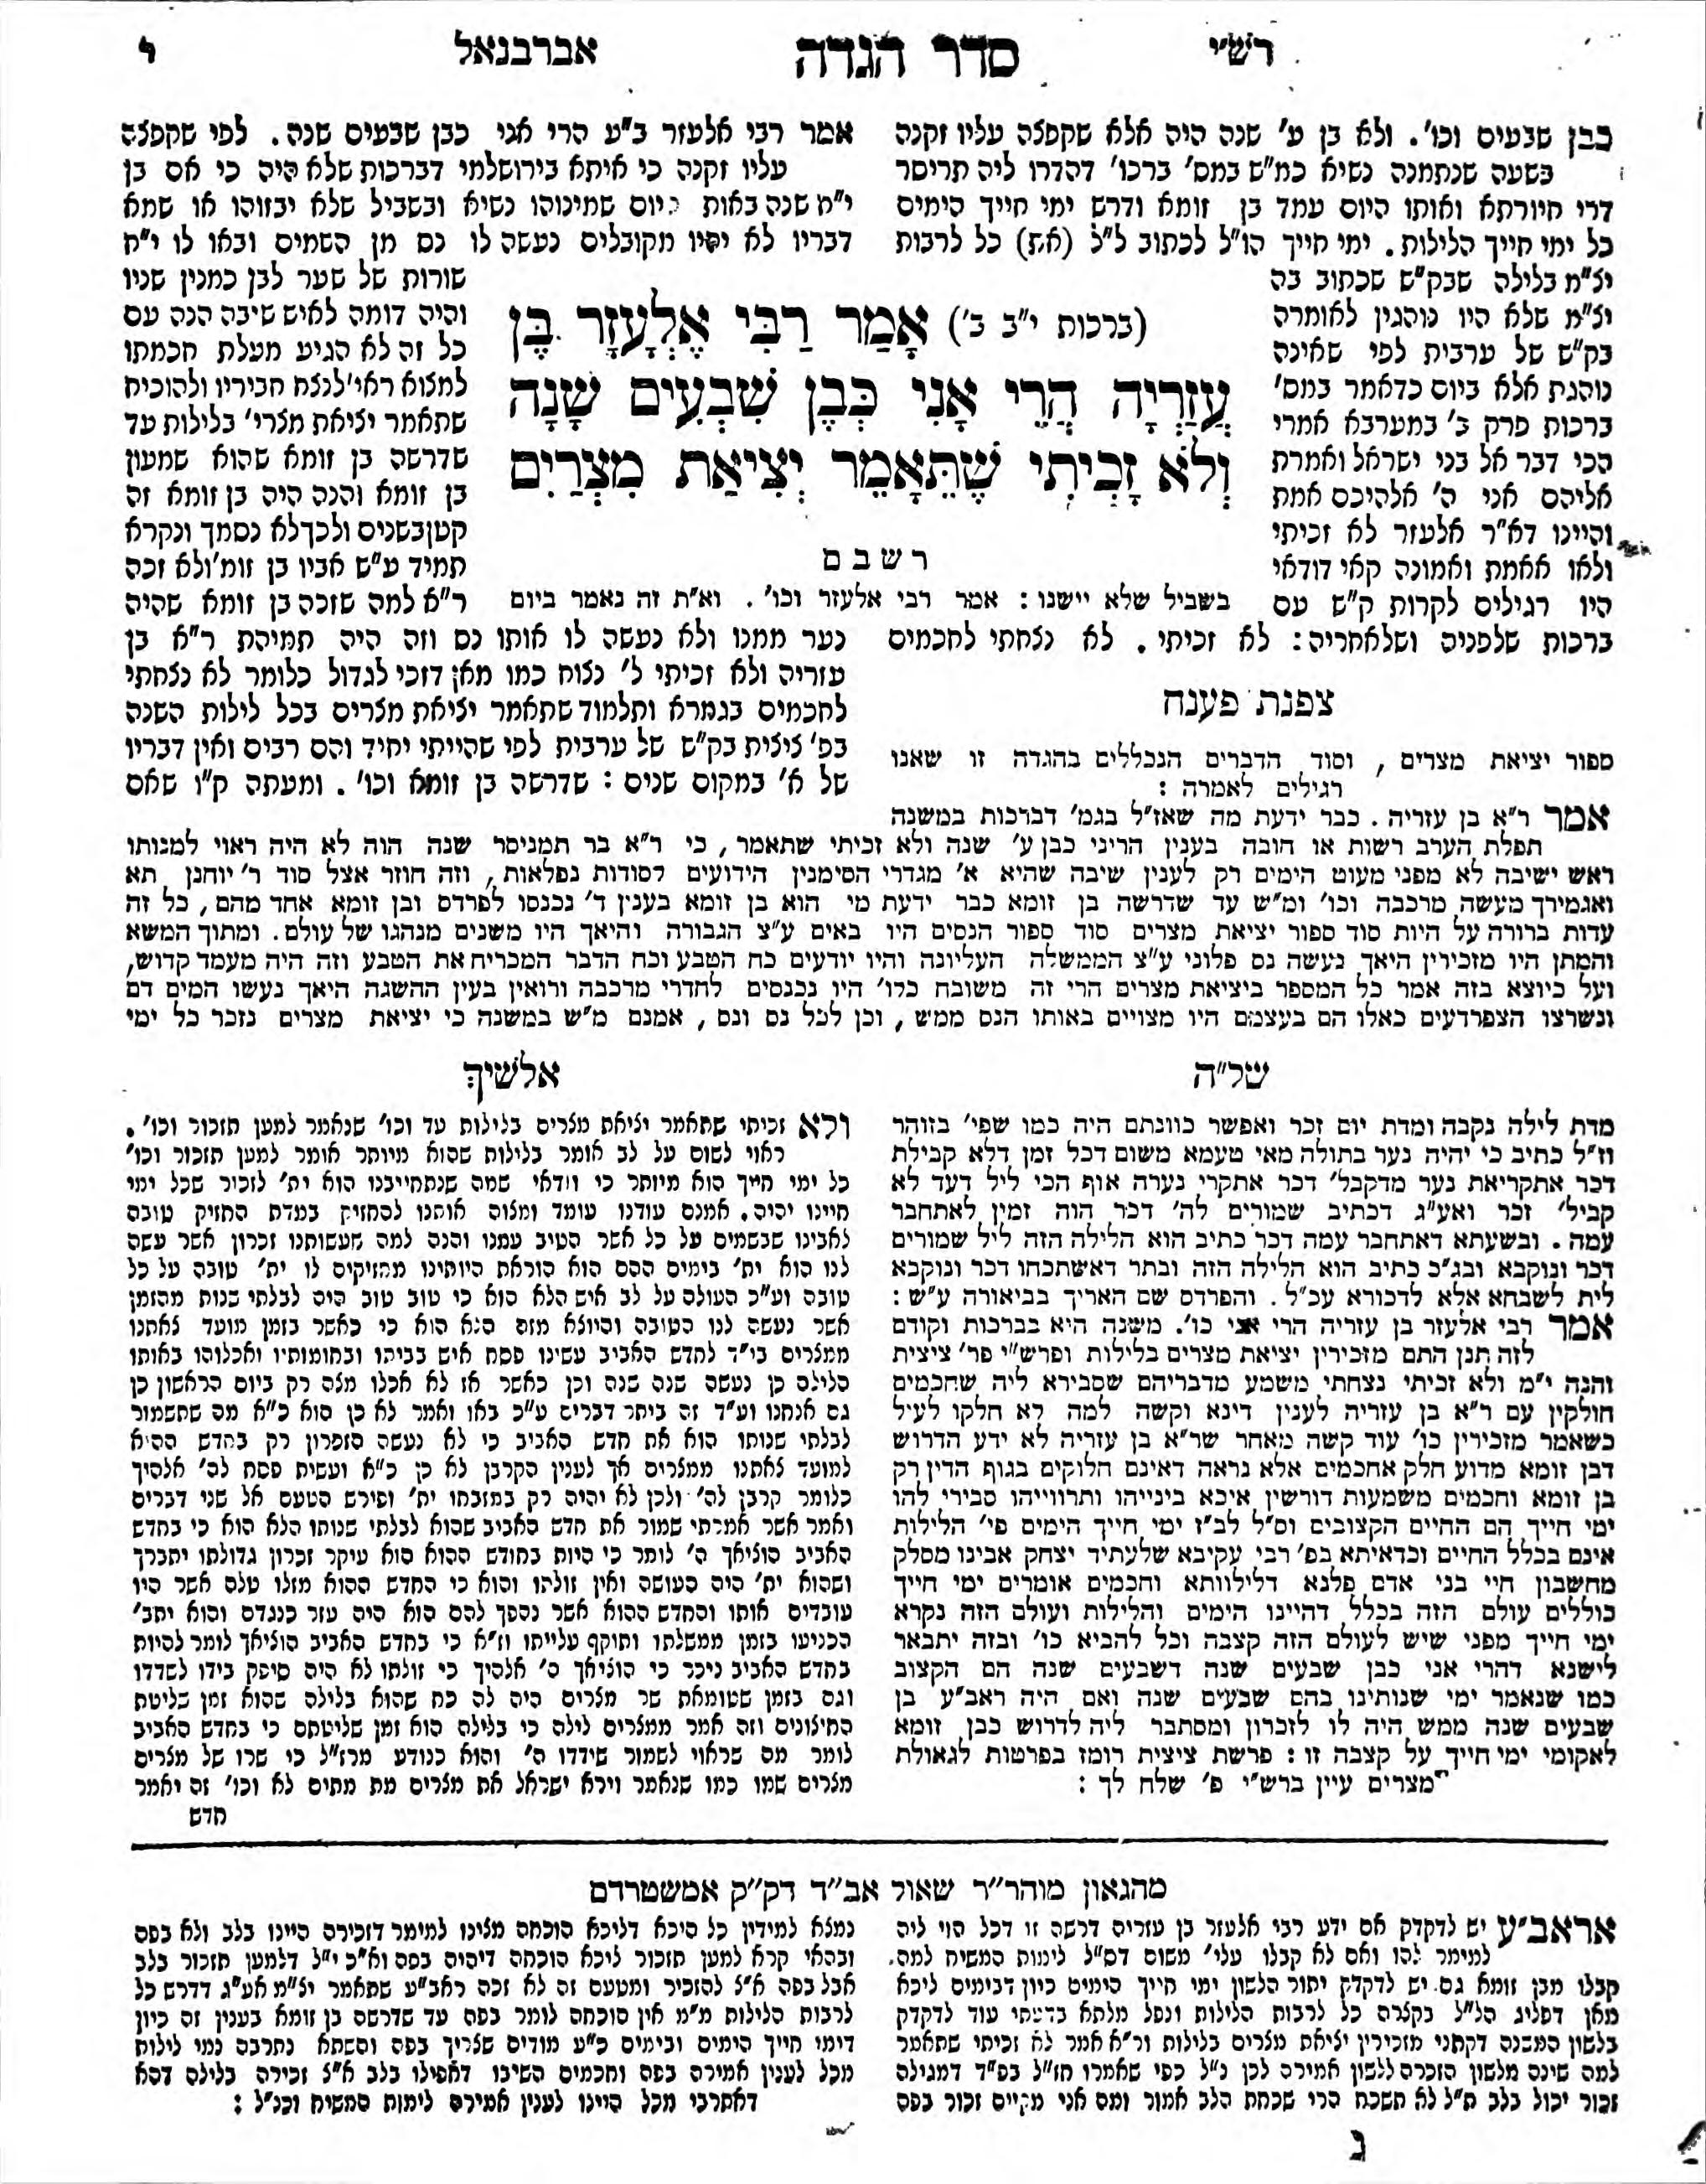 רש"י
סדר הגדה
אברבנאל
י
כבן שבעים וכו'. ולא בן ע' שנה היה אלא שקפצה עליו זקנה
בשעה שנתמנה נשיא כמ"ש במס' ברכו' דהדרו ליה תריסר
דרי חיורתא ואותו היום עמד בן זומא ודרש ימי חייך הימים
כל ימי חייך הלילות. ימי חייך הו"ל לכתוב ל"ל (את) כל לרבות
יצ"מ בלילה שבק"ש שכתוב בה
יצ"מ שלא היו נוהגין לאומרה
בק"ש של ערבית לפי שאינה
נוהגת אלא ביום כדאמר במס'
ברכות פרק ב' במערבא אמרי
הכי דבר אל בני ישראל ואמרת
אליהם אני ה' אלהיכם אמת
והיינו דא"ר אלעזר לא זכיתי
ולאו אאמת ואמונה קאי דודאי
היו רגילים לקרות ק"ש עם
ברכות שלפניה ושלאחריה: לא זכיתי. לא נצחתי לחכמים
אמר רבי אלעזר ב"ע הרי אני כבן שבעים שנה. לפי שקפצה
עליו זקנה כי איתא בירושלמי דברכות שלא היה כי אם בן
י"ח שנה באות היום שמינוהו נשיא ובשביל שלא יבזוהו או שמא
דבריו לא יהיו מקובלים נעשה לו נם מן השמים ובאו לו י"ח
שורות של שער לבן כמנין שניו
והיה דומה לאיש שיבה הנה עם
כל זה לא הגיע מעלת חכמתו
למצוא ראי' לנצח חביריו ולהוכיח
שתאמר יציאת מצרי' בלילות עד
שדרשה בן זומא שהוא שמעון
בן זומא והנה היה בן זומא זה
קטן בשנים ולכך לא נסמך ונקרא
תמיד ע"ש אביו בן זומ' ולא זכה
ר"א למה שזכה בן זומא שהיה
נער ממנו ולא נעשה לו אותו נס וזה היה תמיהת ר"א בן
עזריה ולא זכיתי ל' נצוח כמו מאן דזכי לגדול כלומר לא נצחתי
לחכמים בגמרא ותלמוד שתאמר יציאת מצרים בכל לילות השנה
בפ' ציצית בק"ש של ערבית לפי שהייתי יחיד והם רבים ואין דבריו
של א' במקום שנים: שדרשה בן זומא וכו'. ומעתה ק"ו שאם
(ברכות י"ב ב') אָמַר רַבִּי אֶלְעָזָר בֶּן
עֲזַרְיָה הֲרֵי אֲנִי כְּבֶן שִׁבְעִים שָׁנָה
וְלֹא זָכִיתִי שֶׁתֵּאָמֵר יְצִיאַת מִצְרַיִם
רשבם
בשביל שלא יישנו: אמר רבי אלעזר וכו'. וא"ת זה נאמר ביום
צפנת פענח
ספור יציאת מצרים, וסוד הדברים הנכללים בהגדה זו שאנו
רגילים לאמרה:
אמר ר"א בן עזריה. כבר ידעת מה שאז"ל בגמ' דברכות במשנה
תפלת הערב רשות או חובה בענין הריני כבן ע' שנה ולא זכיתי שתאמר, כי ר"א בר תמניסר שנה הוה לא היה ראוי למנותו
ראש ישיבה לא מפני מעוט הימים רק לענין שיבה שהיא א' מגדרי הסימנין הידועים לסודות נפלאות, וזה חוזר אצל סוד ר' יוחנן תא
ואגמירך מעשה מרכבה וכו' ומ"ש עד שדרשה בן זומא כבר ידעת מי הוא בן זומא בענין ד' נכנסו לפרדס ובן זומא אחד מהם, כל זה
עדות ברורה על היות סוד ספור יציאת מצרים סוד ספור הנסים היו באים ע"צ הגבורה והיאך היו משנים מנהגו של עולם. ומתוך המשא
והמתן היו מזכירין היאך נעשה נס פלוני ע"צ הממשלה העליונה והיו יודעים כח הטבע וכח הדבר המכריח את הטבע וזה היה מעמד קדוש,
ועל כיוצא בזה אמר כל המספר ביציאת מצרים הרי זה משובח כלו' היו נכנסים לחדרי מרכבה ורואין בעין ההשגה היאך נעשו המים דם
ונשרצו הצפרדעים כאלו הם בעצמם היו מצויים באותו הנס ממש, וכן לכל נס ונס, אמנם מ"ש במשנה כי יציאת מצרים נזכר כל ימי
של"ה
מדת לילה נקבה ומדת יום זכר ואפשר כוונתם היה כמו שפי' בזוהר
וז"ל כתיב כי יהיה נער בתולה מאי טעמא משום דכל זמן דלא קבילת
דכר אתקריאת נער מדקבל' דכר אתקרי נערה אוף הכי ליל דעד לא
קביל' זכר ואע"ג דכתיב שמורים לה' דכר הוה זמין לאתחבר
עמה. ובשעתא דאתחבר עמה דכר כתיב הוא הלילה הזה ליל שמורים
דכר ונוקבא ובג"כ כתיב הוא הלילה הזה ובתר דאשתכחו דכר ונוקבא
לית לשבחא אלא לדכורא עכ"ל. והפרדס שם האריך בביאורה ע"ש:
אמר רבי אלעזר בן עזריה הרי אני כו'. משנה היא בברכות וקודם
לזה תנן התם מזכירין יציאת מצרים בלילות ופרש"י פר' ציצית
והנה י"מ ולא זכיתי נצחתי משמע מדבריהם שסבירא ליה שחכמים
חולקין עם ר"א בן עזריה לענין דינא וקשה למה לא חלקו לעיל
כשאמר מזכירין כו' עוד קשה מאחר שר"א בן עזריה לא ידע הדרוש
דבן זומא מדוע חלק אחכמים אלא נראה דאינם חלוקים בגוף הדין רק
בן זומא וחכמים משמעות דורשין איכא בינייהו ותרווייהו סבירי להו
ימי חייך הם החיים הקצובים וס"ל לב"ז ימי חייך הימים פי' הלילות
אינם בכלל החיים וכדאיתא בפ' רבי עקיבא שלעתיד יצחק אבינו מסלק
מחשבון חיי בני אדם פלגא דלילוותא וחכמים אומרים ימי חייך
כוללים עולם הזה בכלל דהיינו הימים והלילות ועולם הזה נקרא
ימי חייך מפני שיש לעולם הזה קצבה וכל להביא כו' ובזה יתבאר
לישנא דהרי אני כבן שבעים שנה דשבעים שנה הם הקצוב
כמו שנאמר ימי שנותינו בהם שבעים שנה ואם היה ראב"ע בן
שבעים שנה ממש היה לו לזכרון ומסתבר ליה לדרוש כבן זומא
לאקומי ימי חייך על קצבה זו: פרשת ציצית רומז בפרטות לגאולת
מצרים עיין ברש"י פ' שלח לך:
אלשיך
ולא זכיתי שתאמר יציאת מצרים בלילות עד וכו' שנאמר למען תזכור וכו'.
ראוי לשום על לב אומר בלילות שהוא מיותר אומר למען תזכור וכו'
כל ימי חייך הוא מיותר כי וודאי שמה שנתחייבנו הוא ית' לזכור שכל ימי
חיינו יהיה. אמנם עודנו עומד ומצוה אותנו להחזיק במדת החזיק טובה
לאבינו שבשמים על כל אשר הטיב עמנו והנה למה מעשותנו זכרון אשר עשה
לנו הוא ית' בימים ההם הוא הוראת היותינו מחזיקים לו ית' טובה על כל
טובה וע"כ העולה על לב איש הלא הוא כי טוב טוב היה לבלתי שנות מהזמן
אשר נעשה לנו הטובה והיוצא מזה הנה הוא כי כאשר בזמן מועד צאתנו
ממצרים בי"ד לחדש האביב עשינו פסח איש בביתו ובחומותיו ואכלוהו באותו
הלילה כן נעשה שנה שנה וכן כאשר אז לא אכלו מצה רק ביום הראשון כן
גם אנחנו וע"ד זה ביתר דברים ע"כ באו ואמר לא כן הוא כ"א מה שתשמור
לבלתי שנותו הוא את חדש האביב כי לא נעשה הזכרון רק בחדש ההיא
למועד צאתנו ממצרים אך לענין הקרבן לא כן כ"א ועשית פסח לה' אלהיך
כלומר קרבן לה' ולכן לא יהיה רק במזבחו ית' ופירש הטעם אל שני דברים
ואמר אשר אמרתי שמור את חדש האביב שהוא לבלתי שנותו הלא הוא כי בחדש
האביב הוציאך ה' לומר כי היות בחודש ההוא הוא עיקר זכרון גדולתו יתברך
ושהוא ית' היה העושה ואין זולתו והוא כי החדש ההוא מזלו טלה אשר היו
עובדים אותו והחדש ההוא אשר נהפך להם הוא היה עזר כנגדם והוא יתב'
הכניעו בזמן ממשלתו ותוקף עלייתו וז"א כי בחדש האביב הוציאך לומר להיות
בחדש האביב ניכר כי הוציאך ה' אלהיך כי זולתו לא היה סיפק בידו לשדדו
וגם בזמן שטומאת שר מצרים היה לה כח שהוא בלילה שהוא זמן שליטת
החיצונים וזה אמר ממצרים לילה כי בלילה הוא זמן שליטתם כי בחדש האביב
לומר מה שראוי לשמור שידדו ה' והוא כנודע מרז"ל כי שרו של מצרים
מצרים שמו כמו שנאמר וירא ישראל את מצרים מת מתים לא וכו' זה יאמר
חדש
מהגאון מוהר"ר שאול אב"ד דק"ק אמשטרדם
אראב"ע יש לדקדק אם ידע רבי אלעזר בן עזריה דרשה זו דכל הוי ליה
למימר להו ואם לא קבלו עלי' משום דס"ל לימות המשיח למה
קבלו מבן זומא גם יש לדקדק יתור הלשון ימי חייך הימים כיון דבימים ליכא
מאן דפליג הל"ל בקצרה כל לרבות הלילות ונפל מלתא עוד לדקדק
בלשון המשנה דקתני מזכירין יציאת מצרים בלילות ור"א אמר לא זכיתי שתאמר
למה שינה מלשון הזכרה ללשון אמירה לכן נ"ל כפי שאמרו חז"ל בפ"ד דמגילה
זכור יכול בלב ת"ל לא תשכח הרי שכחת הלב אמור ומה אני מקיים זכור בפה
נמצא למידין כל היכא דליכא הוכחה מצינו למימר דזכירה היינו בלב ולא בפה
ובהאי קרא למען תזכור ליכא הוכחה דיהיה בפה וא"כ י"ל דלמען תזכור בלב
אבל בפה א"צ להזכיר ומטעם זה לא זכה ראב"ע שתאמר יצ"מ אע"ג דדרש כל
לרבות הלילות מ"מ אין הוכחה לומר בפה עד שדרשה בן זומא בענין זה כיון
דימי חייך הימים ובימים כ"ע מודים שצריך בפה והשתא נתרבה נמי לילות
מכל לענין אמירה בפה וחכמים השיבו דאפילו בלב א"צ זכירה בלילה דהא
דאתרבי מכל היינו לענין אמירה לימות המשיח וכנ"ל:
ג